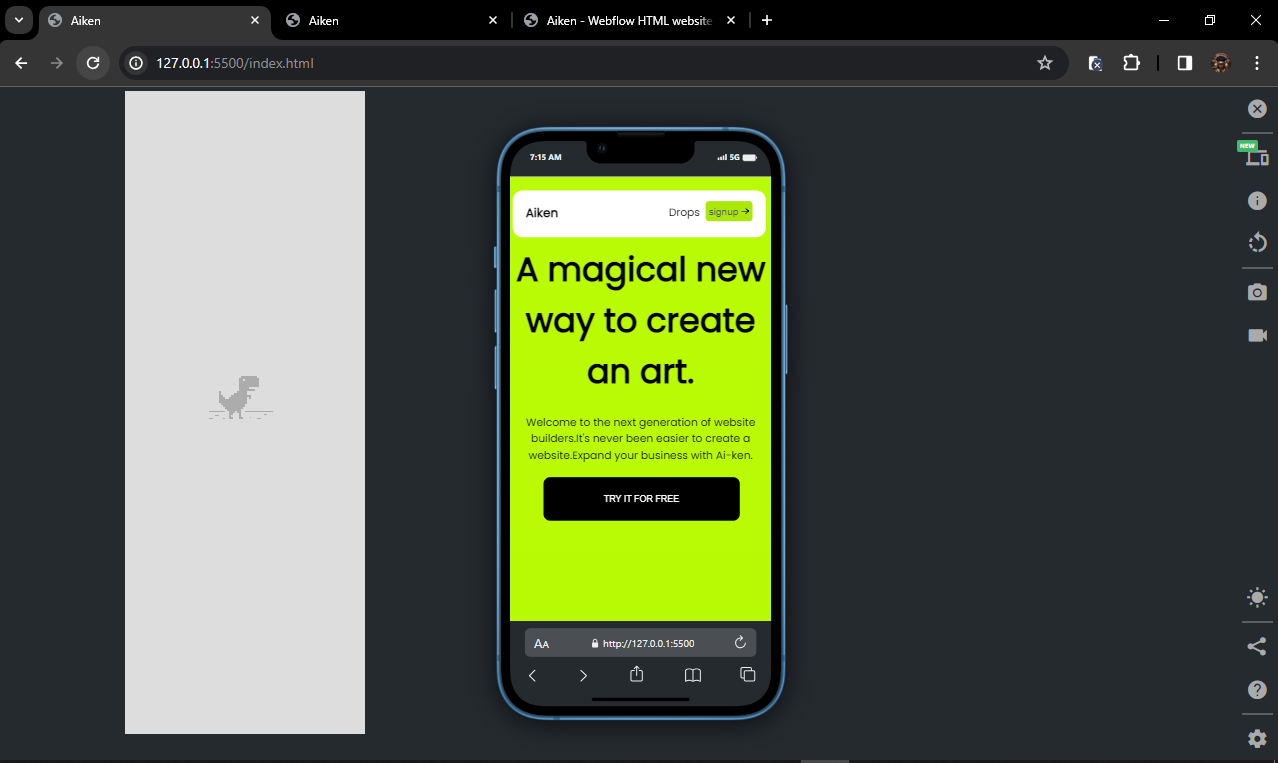 Aiken
Aiken
Aiken - Webflow HTML website
127.0.0.1:5500/index.html
NEW
7:15 AM
5G
Aiken
Drops
signup →
A magical new
way to create
an art.
Welcome to the next generation of website
builders.It's never been easier to create a
website.Expand your business with Ai-ken.
TRY IT FOR FREE
AA
http://127.0.0.1:5500